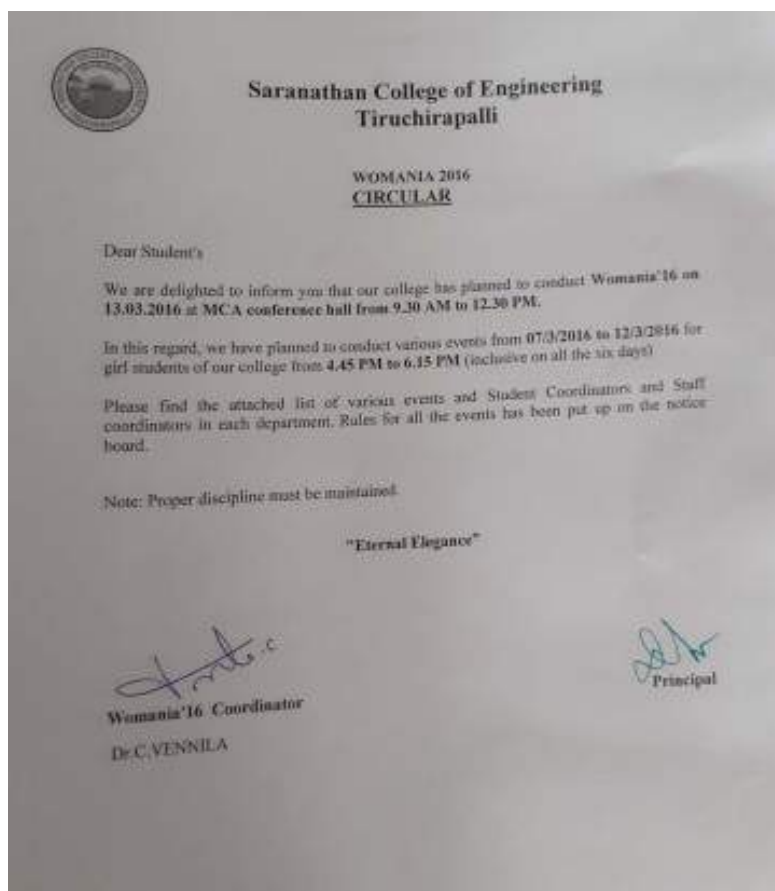 Saranathan College of Engineering
Tiruchirapalli
WOMANIA 2016
CIRCULAR
Dear Student's
We are delighted to inform you that our college has planned to conduct Womania'16 on
13.03.2016 at MCA conference hall from 9.30 AM to 12.30 PM.
In this regard, we have planned to conduct various events from 07/3/2016 to 12/3/2016 for
girl students of our college from 4.45 PM to 6.15 PM (inclusive on all the six days)
Please find the attached list of various events and Student Coordinators and Staff
coordinators in each department. Rules for all the events has been put up on the notice
board.
Note: Proper discipline must be maintained.
"Eternal Elegance"
Womania'16 Coordinator
Principal
Dr.C.VENNILA